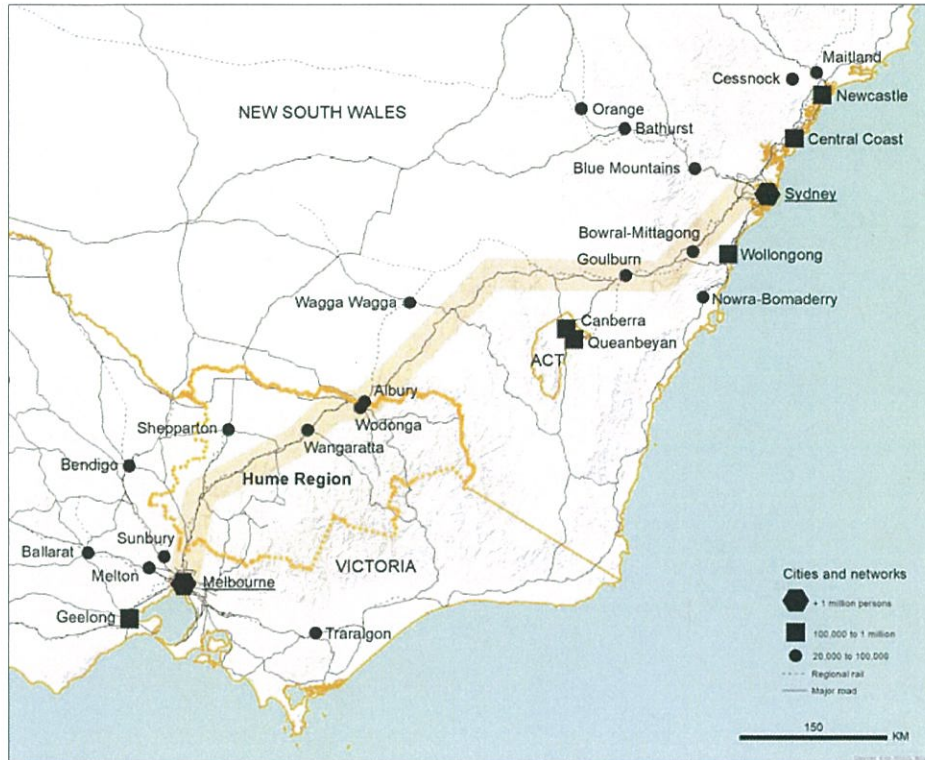 Maitland
Cessnock
Newcastle
Orange
NEW SOUTH WALES
Bathurst
Central Coast
Blue Mountains
Sydney
Bowral-Mittagong
Wollongong
Goulburn
Nowra-Bomaderry
Wagga Wagga
Canberra
Queanbeyan
ACT
Albury
Wodonga
Shepparton
Wangaratta
Bendigo
Hume Region
Sunbury
Ballarat
VICTORIA
Melton
Melbourne
Geelong
Traralgon
Cities and networks
+ 1 million persons
100,000 to 1 million
20,000 to 100,000
Regional rail
Major road
150
KM